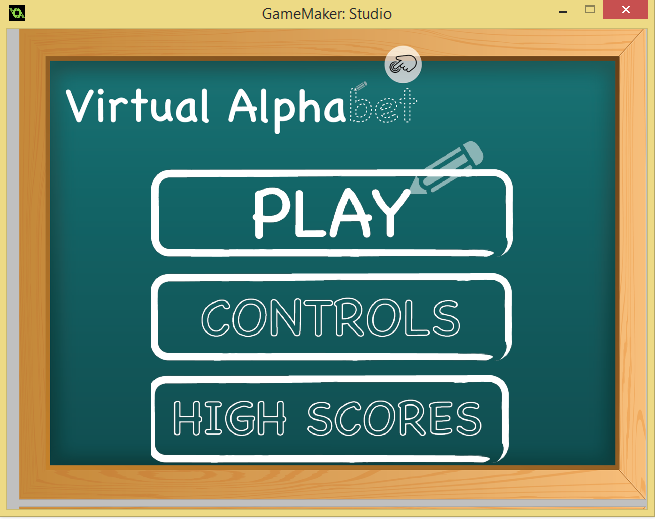 GameMaker: Studio
Virtual Alphabet
PLAY
CONTROLS
HIGH SCORES